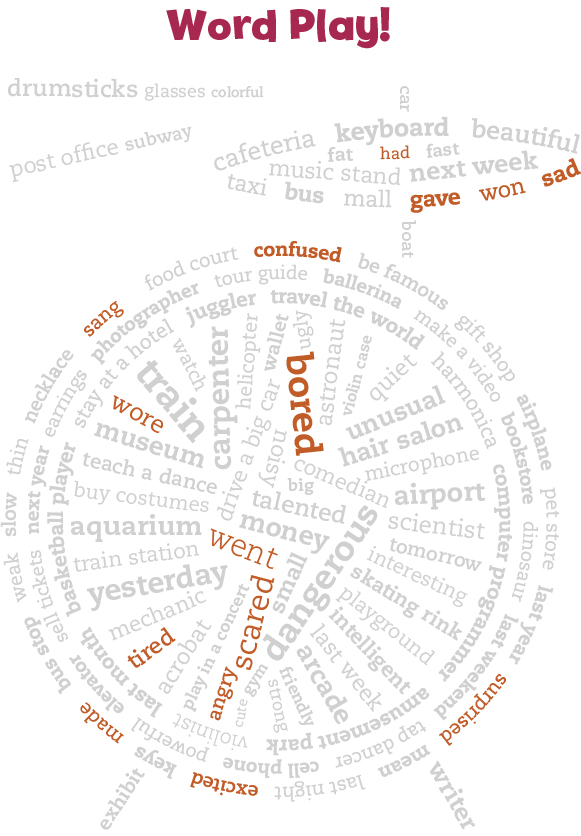 Word Play!
drumsticks glasses colorful
car
post office subway
cafeteria keyboard beautiful
fat had fast
music stand next week
taxi bus mall gave won sad
boat
food court confused be famous
tour guide ballerina
photographer juggler travel the world
sang
gift shop
make a video
stay at a hotel
watch
helicopter
wallet
ugly
astronaut
violin case
quiet
harmonica
necklace
earrings
train
carpenter
drive a big car
noisy
bored
unusual
hair salon
microphone
airplane
bookstore
wore
museum
teach a dance
buy costumes
aquarium
train station
yesterday
mechanic
tired
thin
next year
basketball player
slow
weak
sell tickets
bus stop
elevator
last month
made
comedian
big
talented
money
went
airport
scientist
tomorrow
interesting
skating rink
playground
intelligent
last week
computer programmer
pet store
dinosaur
last year
last weekend
surprised
dangerous
small
scared
acrobat
play in a concert
angry
gym
cute
friendly
strong
arcade
amusement park
violinist
powerful
cell phone
tap dancer
mean
keys
excited
last night
exhibit
writer